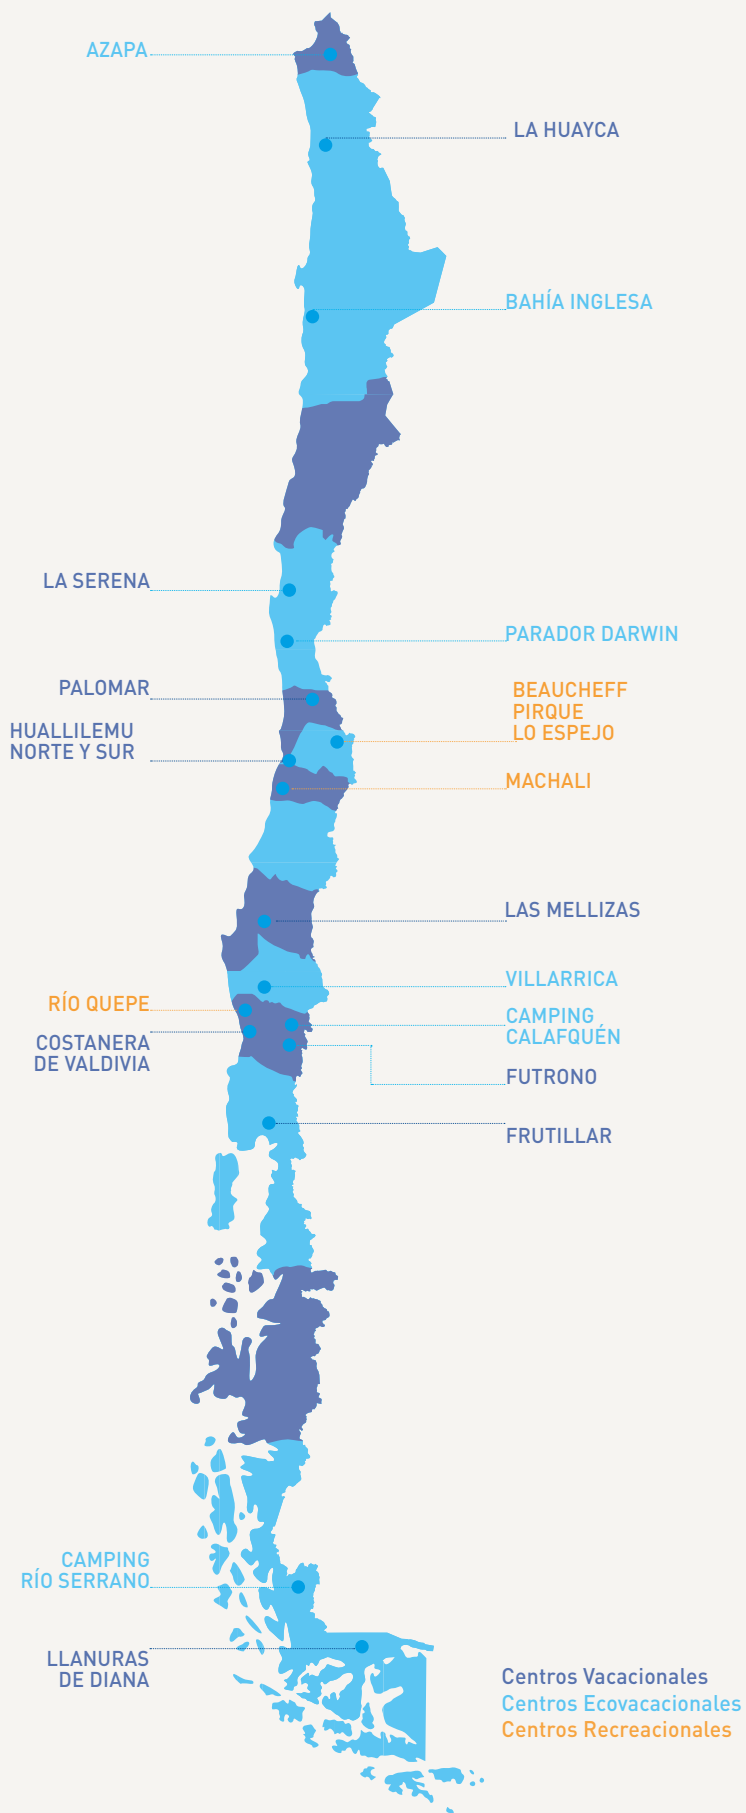 AZAPA
LA HUAYCA
BAHÍA INGLESA
LA SERENA
PARADOR DARWIN
PALOMAR
BEAUCHEFF
PIRQUE
LO ESPEJO
HUALLILEMU
NORTE Y SUR
MACHALI
LAS MELLIZAS
VILLARRICA
RÍO QUEPE
CAMPING
CALAFQUÉN
COSTANERA
DE VALDIVIA
FUTRONO
FRUTILLAR
CAMPING
RÍO SERRANO
LLANURAS
DE DIANA
Centros Vacacionales
Centros Ecovacacionales
Centros Recreacionales